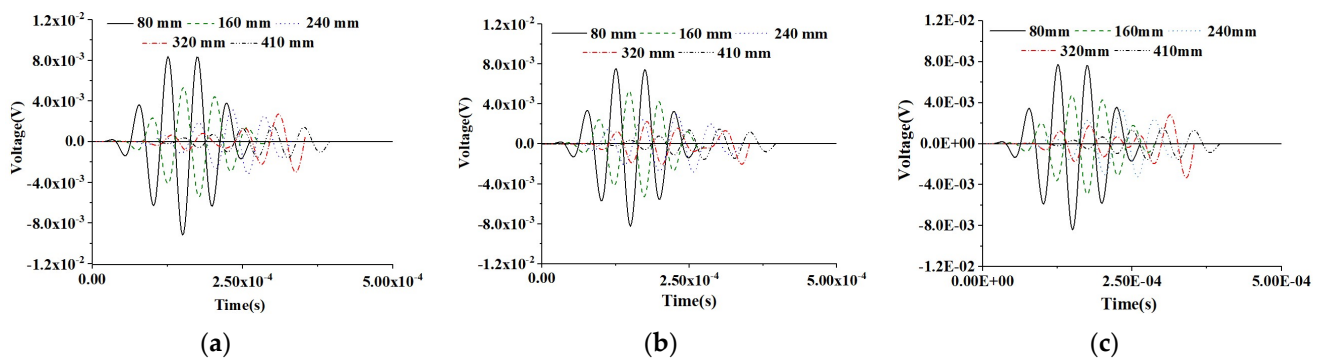 1.2x10-2
8.0x10-3
4.0x10-3
0.0
-4.0x10-3
-8.0x10-3
-1.2x10-2
Voltage(V)
80 mm 160 mm 240 mm
320 mm 410 mm
0.00 2.50x10-4 5.00x10-4
Time(s)
(a)
1.2x10-2
8.0x10-3
4.0x10-3
0.0
-4.0x10-3
-8.0x10-3
-1.2x10-2
Voltage(V)
80 mm 160 mm 240 mm
320 mm 410 mm
0.00 2.50x10-4 5.00x10-4
Time(s)
(b)
1.2E-02
8.0E-03
4.0E-03
0.0E+00
-4.0E-03
-8.0E-03
-1.2E-02
Voltage(V)
80mm 160mm 240mm
320mm 410mm
0.00E+00 2.50E-04 5.00E-04
Time(s)
(c)